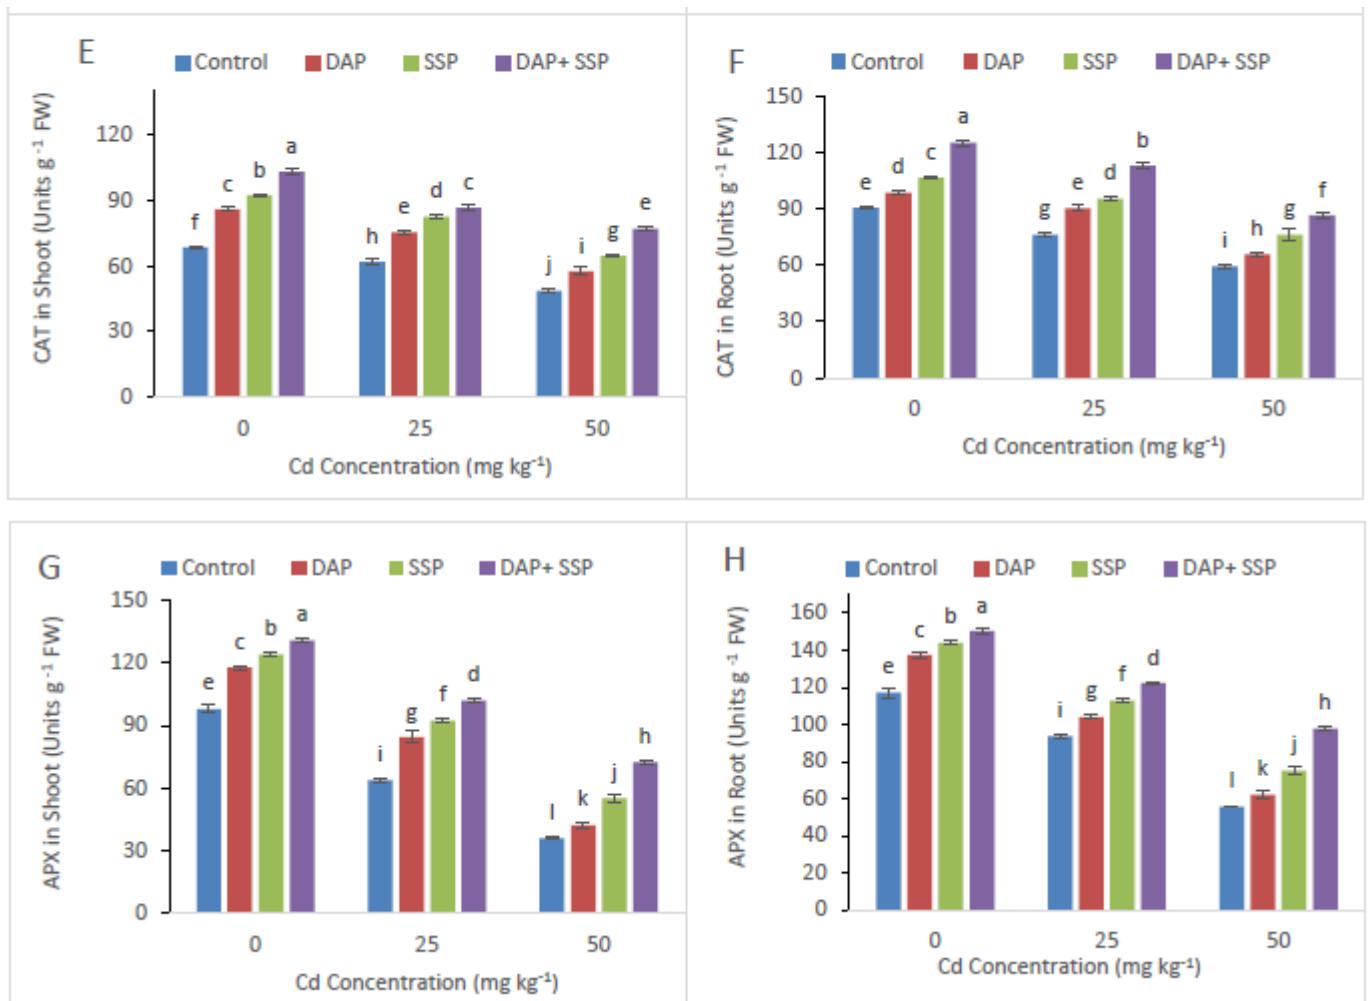 E
Control DAP SSP DAP+ SSP
CAT in Shoot (Units g⁻¹ FW)
120
90
60
30
0
f c b a
h e d c
j i g e
0 25 50
Cd Concentration (mg kg⁻¹)
F
Control DAP SSP DAP+ SSP
CAT in Root (Units g⁻¹ FW)
150
120
90
60
30
0
e d c a
g e d b
i h g f
0 25 50
Cd Concentration (mg kg⁻¹)
G
Control DAP SSP DAP+ SSP
APX in Shoot (Units g⁻¹ FW)
150
120
90
60
30
0
e c b a
i g f d
l k j h
0 25 50
Cd Concentration (mg kg⁻¹)
H
Control DAP SSP DAP+ SSP
APX in Root (Units g⁻¹ FW)
160
140
120
100
80
60
40
20
0
e c b a
i g f d
l k j h
0 25 50
Cd Concentration (mg kg⁻¹)